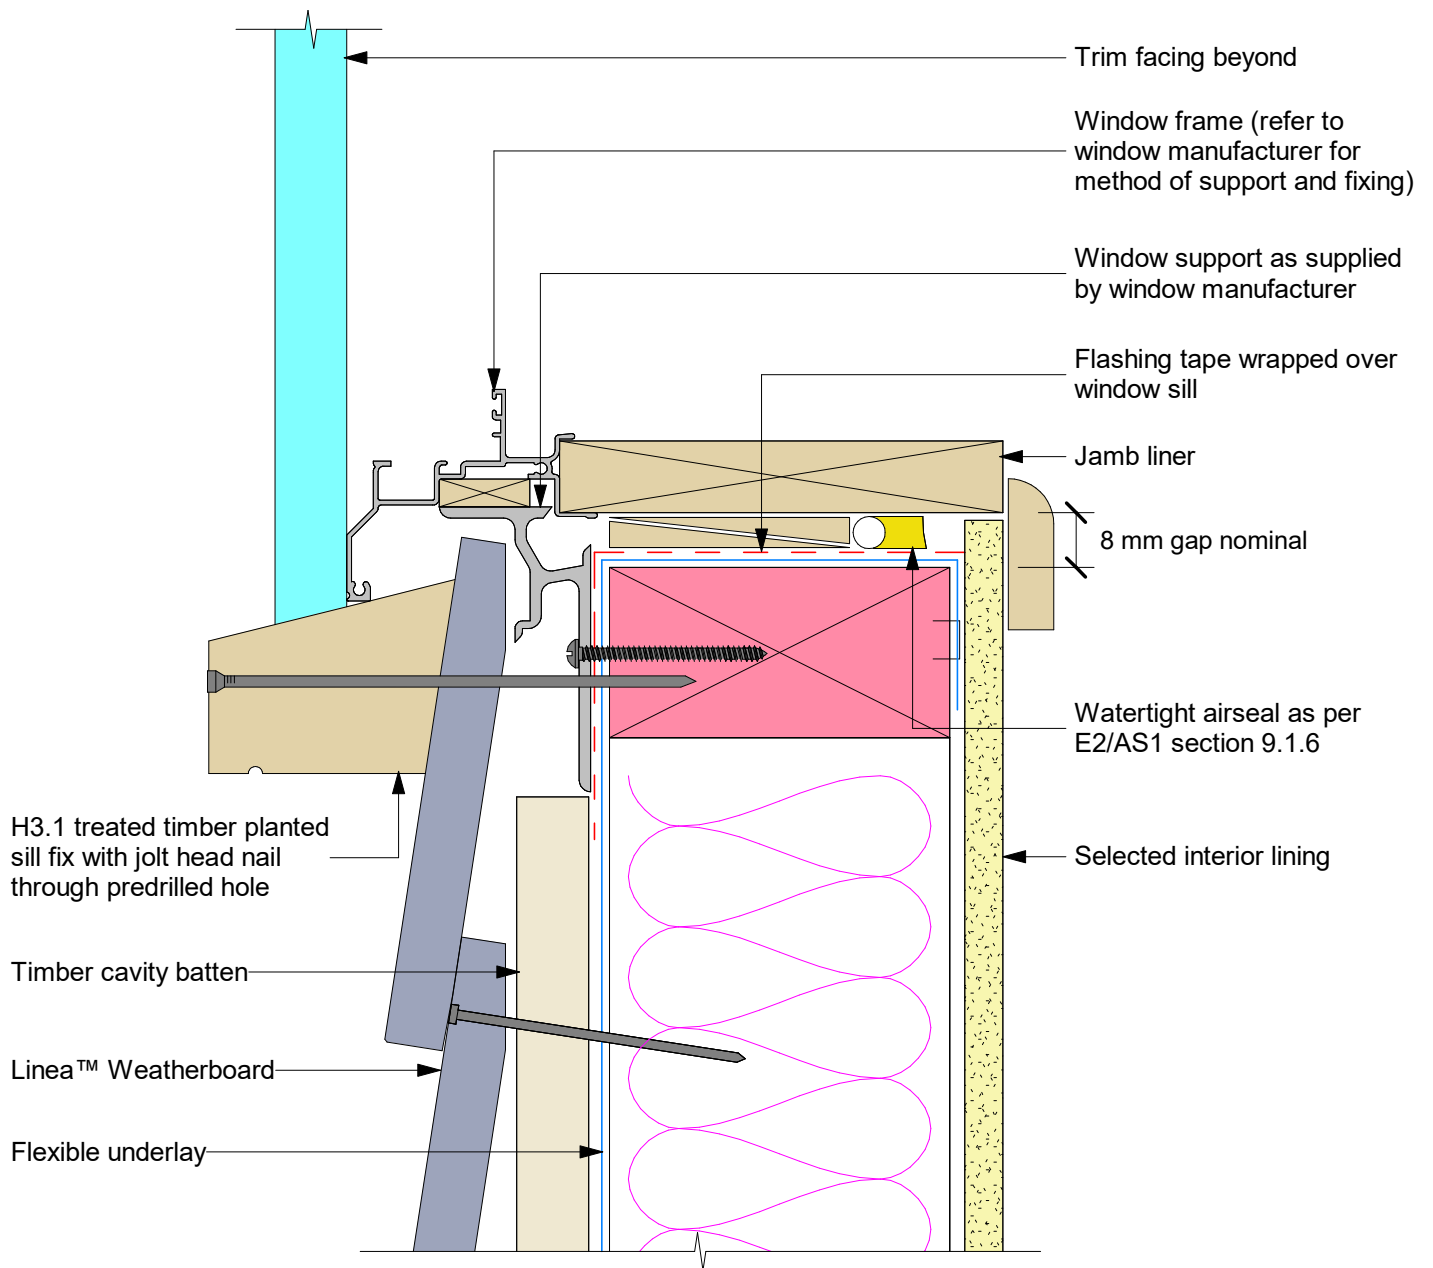 Trim facing beyond
Window frame (refer to
window manufacturer for
method of support and fixing)
Window support as supplied
by window manufacturer
Flashing tape wrapped over
window sill
Jamb liner
8 mm gap nominal
Watertight airseal as per
E2/AS1 section 9.1.6
Selected interior lining
H3.1 treated timber planted
sill fix with jolt head nail
through predrilled hole
Timber cavity batten
Linea™ Weatherboard
Flexible underlay